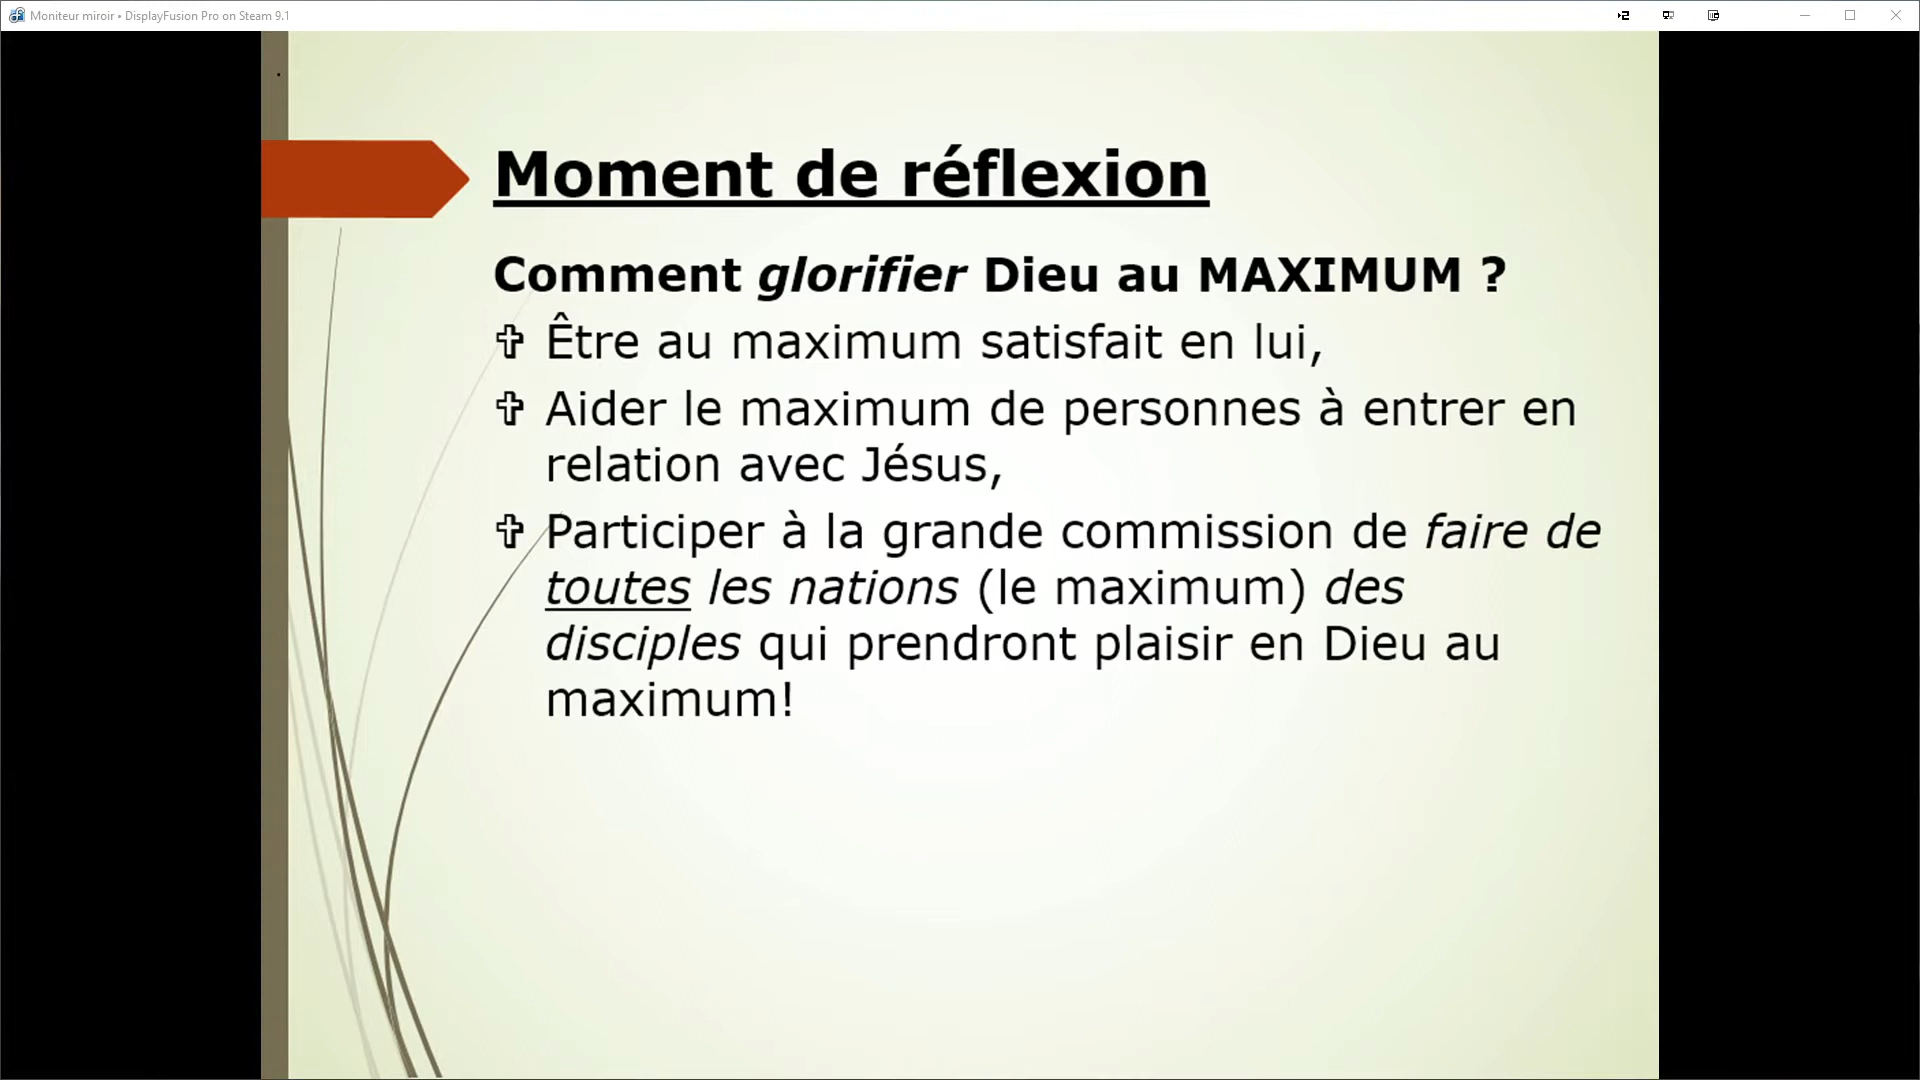 Moniteur miroir • DisplayFusion Pro on Steam 9.1
Moment de réflexion
Comment glorifier Dieu au MAXIMUM ?
Être au maximum satisfait en lui,
Aider le maximum de personnes à entrer en
relation avec Jésus,
Participer à la grande commission de faire de
toutes les nations (le maximum) des
disciples qui prendront plaisir en Dieu au
maximum!